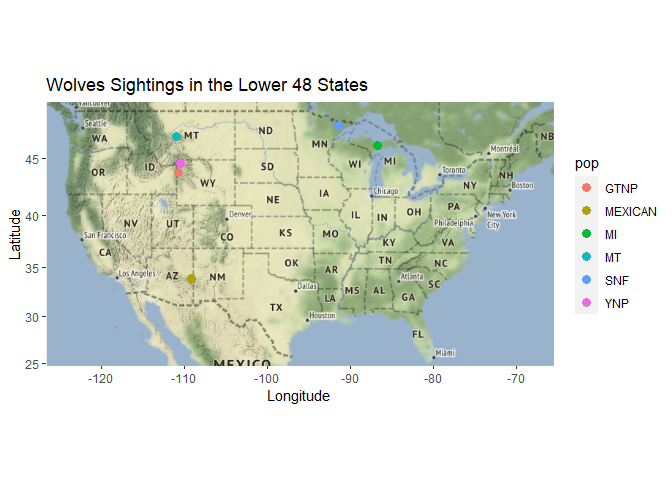 Wolves Sightings in the Lower 48 States
Vancouver
Seattle
WA
MT
ND
MN
NB
Montréal
45
OR
ID
SD
WI
MI
Toronto
NH
Boston
WY
NY
Chicago
IA
NE
PA
New York
City
Philadelphia
40
NV
UT
Denver
CO
IL
IN
OH
San Francisco
KS
MO
KY
VA
CA
35
Los Angeles
AZ
NM
OK
AR
TN
NC
SC
Atlanta
Dallas
MS
AL
GA
LA
TX
Houston
30
FL
Miami
MEXICO
25
-120
-110
-100
-90
-80
-70
Longitude
Latitude
pop
GTNP
MEXICAN
MI
MT
SNF
YNP